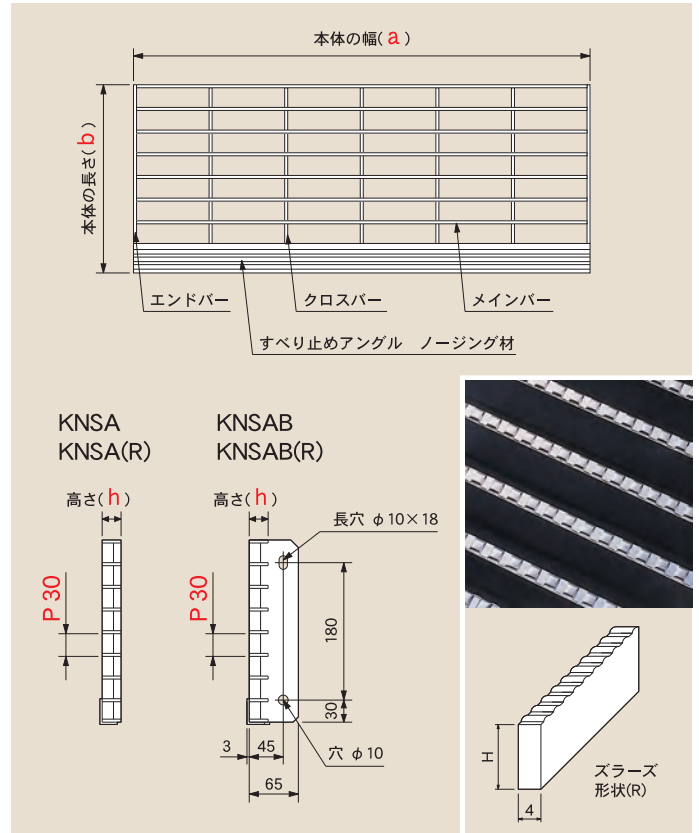 本体の幅(a)
本体の長さ(b)
エンドバー
クロスバー
メインバー
すべり止めアングル ノージング材
KNSA
KNSA(R)
KNSAB
KNSAB(R)
高さ(h)
高さ(h)
長穴 φ10×18
P 30
P 30
180
30
3
45
穴 φ10
65
H
4
ズラーズ
形状(R)